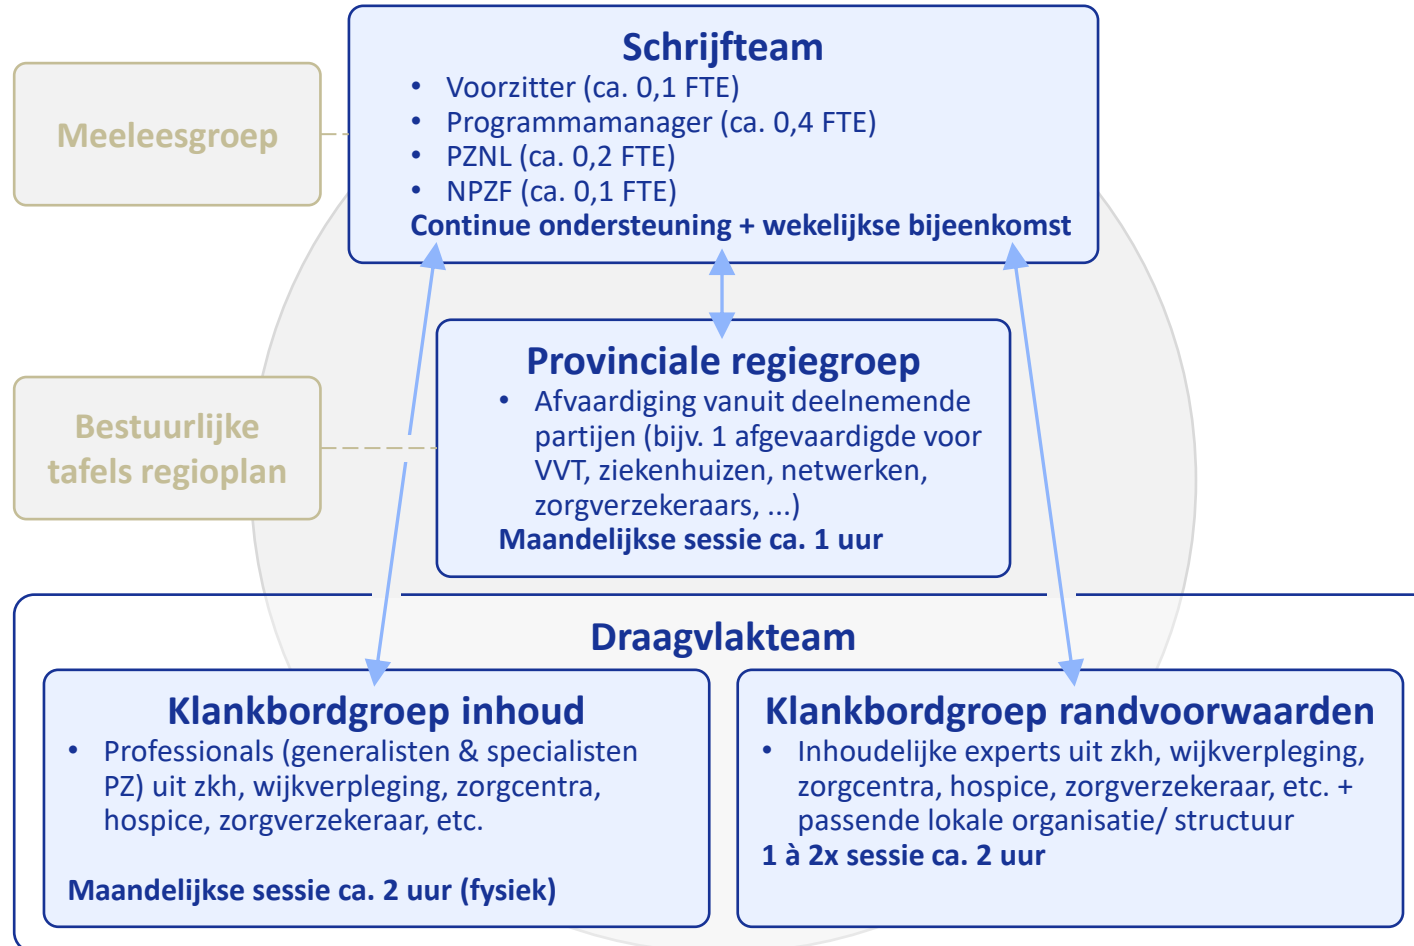 Schrijfteam
• Voorzitter (ca. 0,1 FTE)
• Programmamanager (ca. 0,4 FTE)
• PZNL (ca. 0,2 FTE)
• NPZF (ca. 0,1 FTE)
Continue ondersteuning + wekelijkse bijeenkomst
Meeleesgroep
Provinciale regiegroep
• Afvaardiging vanuit deelnemende
partijen (bijv. 1 afgevaardigde voor
VVT, ziekenhuizen, netwerken,
zorgverzekeraars, ...)
Maandelijkse sessie ca. 1 uur
Bestuurlijke
tafels regioplan
Draagvlakteam
Klankbordgroep inhoud
• Professionals (generalisten & specialisten
PZ) uit zkh, wijkverpleging, zorgcentra,
hospice, zorgverzekeraar, etc.
Maandelijkse sessie ca. 2 uur (fysiek)
Klankbordgroep randvoorwaarden
• Inhoudelijke experts uit zkh, wijkverpleging,
zorgcentra, hospice, zorgverzekeraar, etc. +
passende lokale organisatie/ structuur
1 à 2x sessie ca. 2 uur